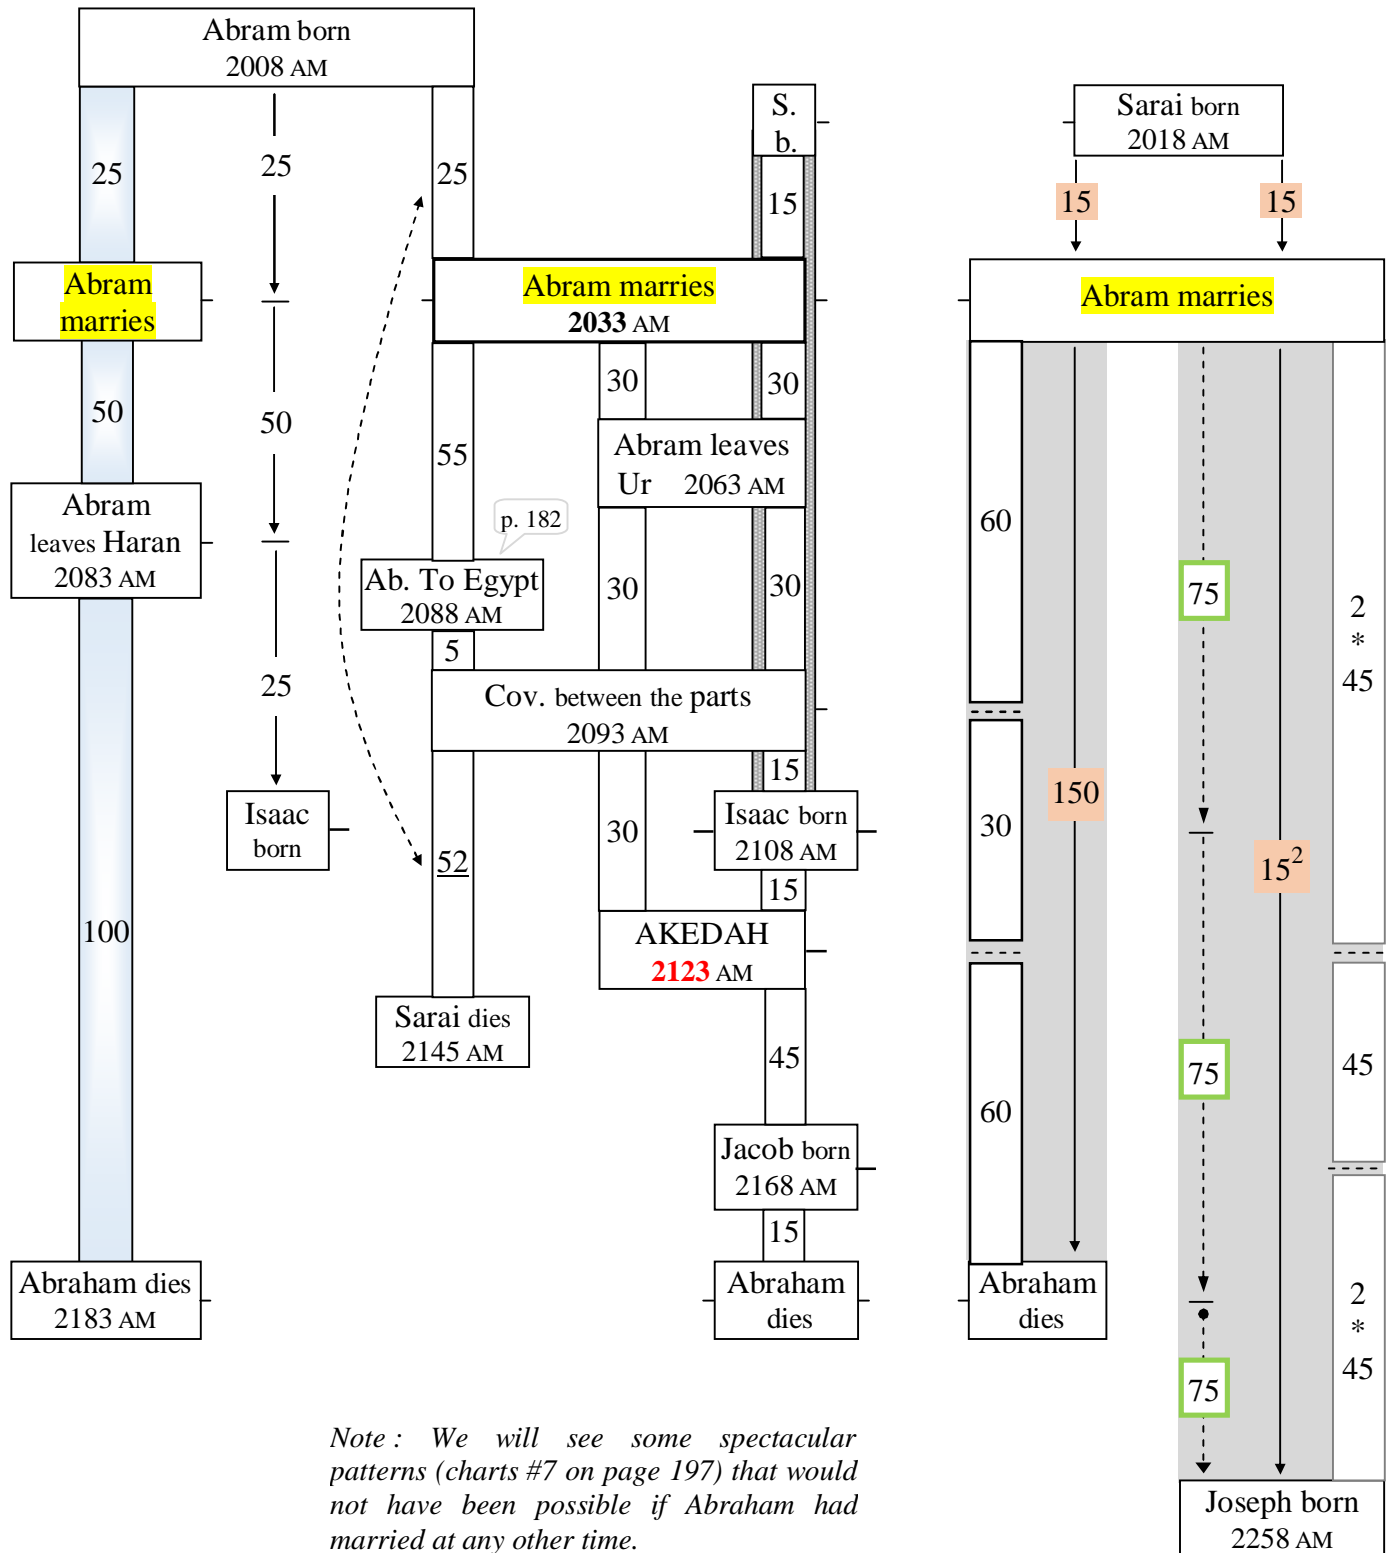 Abram born
2008 AM
S.
b.
Sarai born
2018 AM
25
25
25
15
15
15
Abram
marries
Abram marries
2033 AM
Abram marries
50
50
55
30
30
Abram leaves
Ur 2063 AM
Abram
leaves Haran
2083 AM
p. 182
Ab. To Egypt
2088 AM
30
30
60
75
2
*
45
5
25
Cov. between the parts
2093 AM
15
Isaac
born
52
30
Isaac born
2108 AM
15
30
150
15²
100
AKEDAH
2123 AM
Sarai dies
2145 AM
45
60
75
45
Jacob born
2168 AM
15
Abraham dies
2183 AM
Abraham
dies
Abraham
dies
75
2
*
45
Note : We will see some spectacular
patterns (charts #7 on page 197) that would
not have been possible if Abraham had
married at any other time.
Joseph born
2258 AM